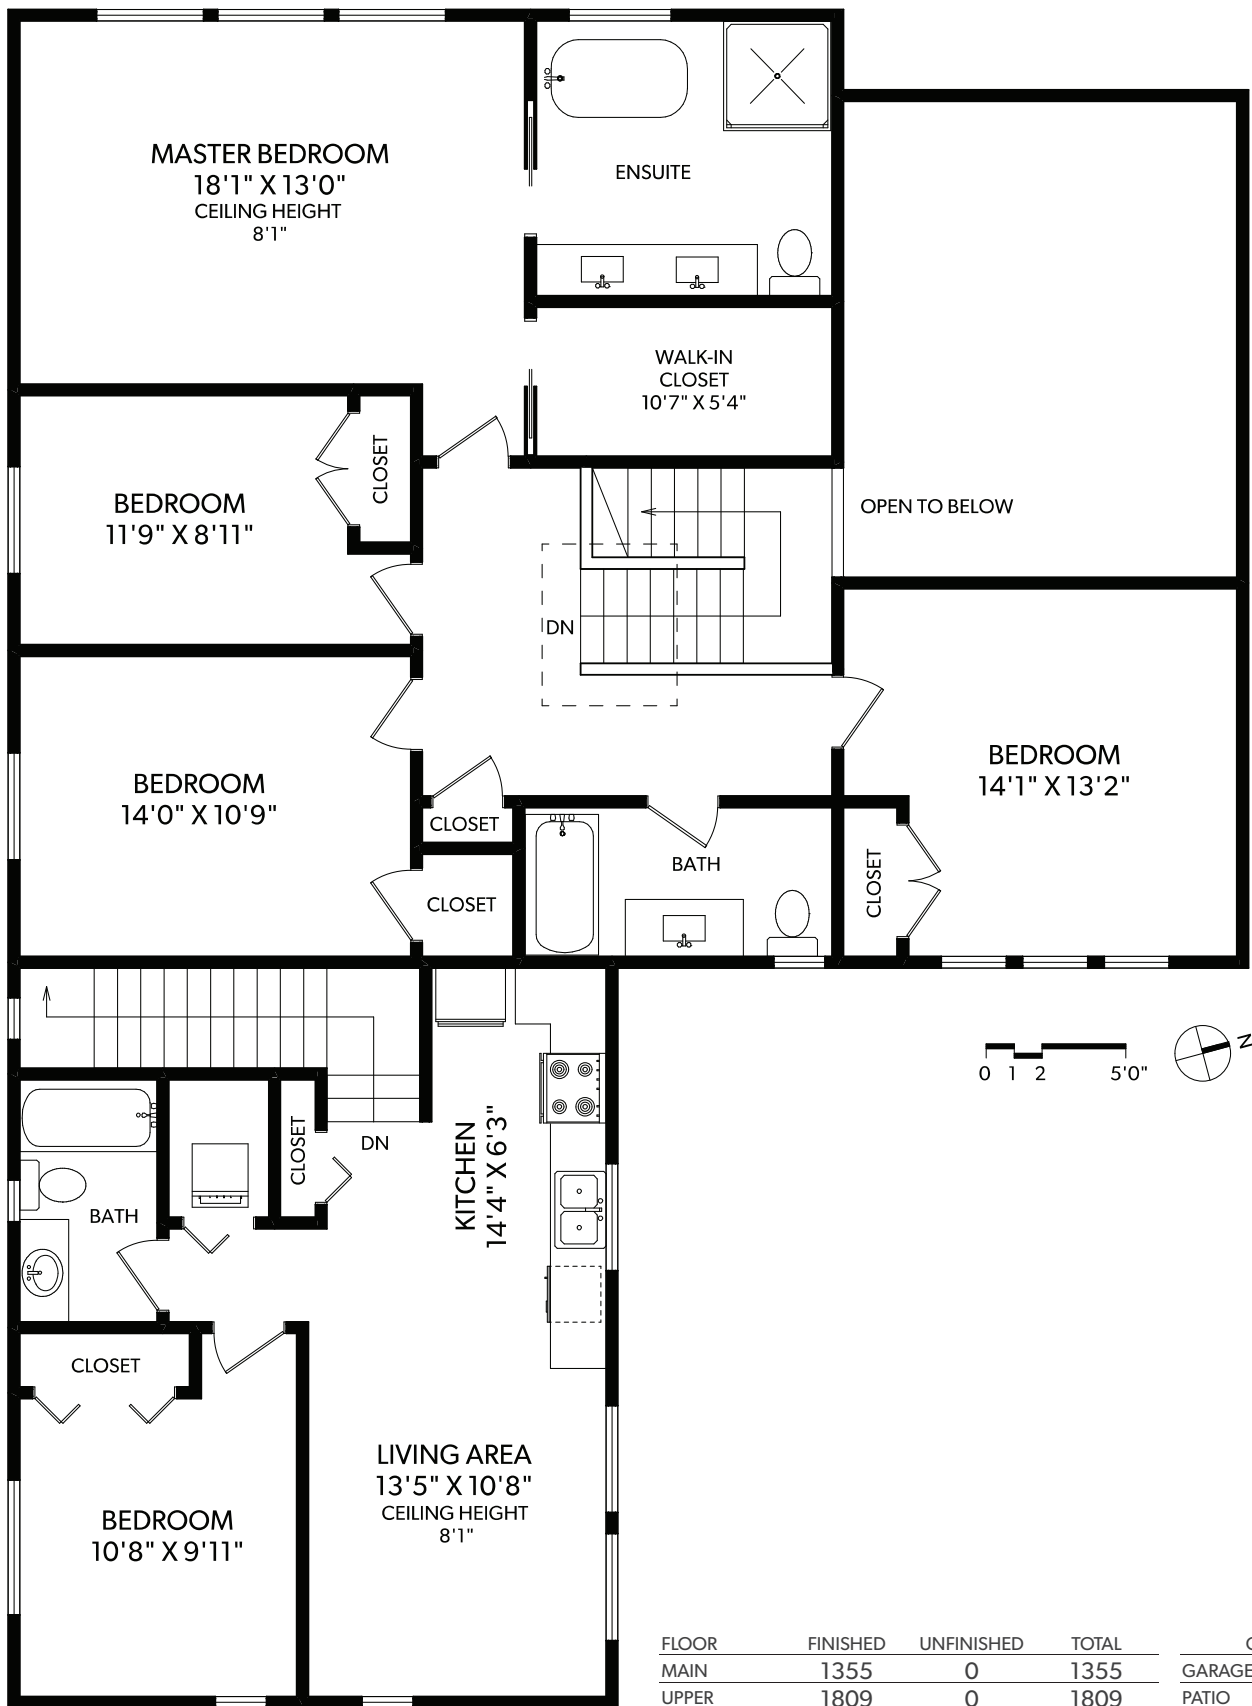 MASTER BEDROOM
18'1" X 13'0"
CEILING HEIGHT
8'1"
ENSUITE
WALK-IN
CLOSET
10'7" X 5'4"
CLOSET
BEDROOM
11'9" X 8'11"
OPEN TO BELOW
DN
BEDROOM
14'0" X 10'9"
BEDROOM
14'1" X 13'2"
CLOSET
CLOSET
BATH
CLOSET
0 1 2 5'0"
N
CLOSET
DN
KITCHEN
14'4" X 6'3"
BATH
CLOSET
LIVING AREA
13'5" X 10'8"
CEILING HEIGHT
8'1"
BEDROOM
10'8" X 9'11"
FLOOR FINISHED UNFINISHED TOTAL
MAIN 1355 0 1355 GARAGE
UPPER 1809 0 1809 PATIO